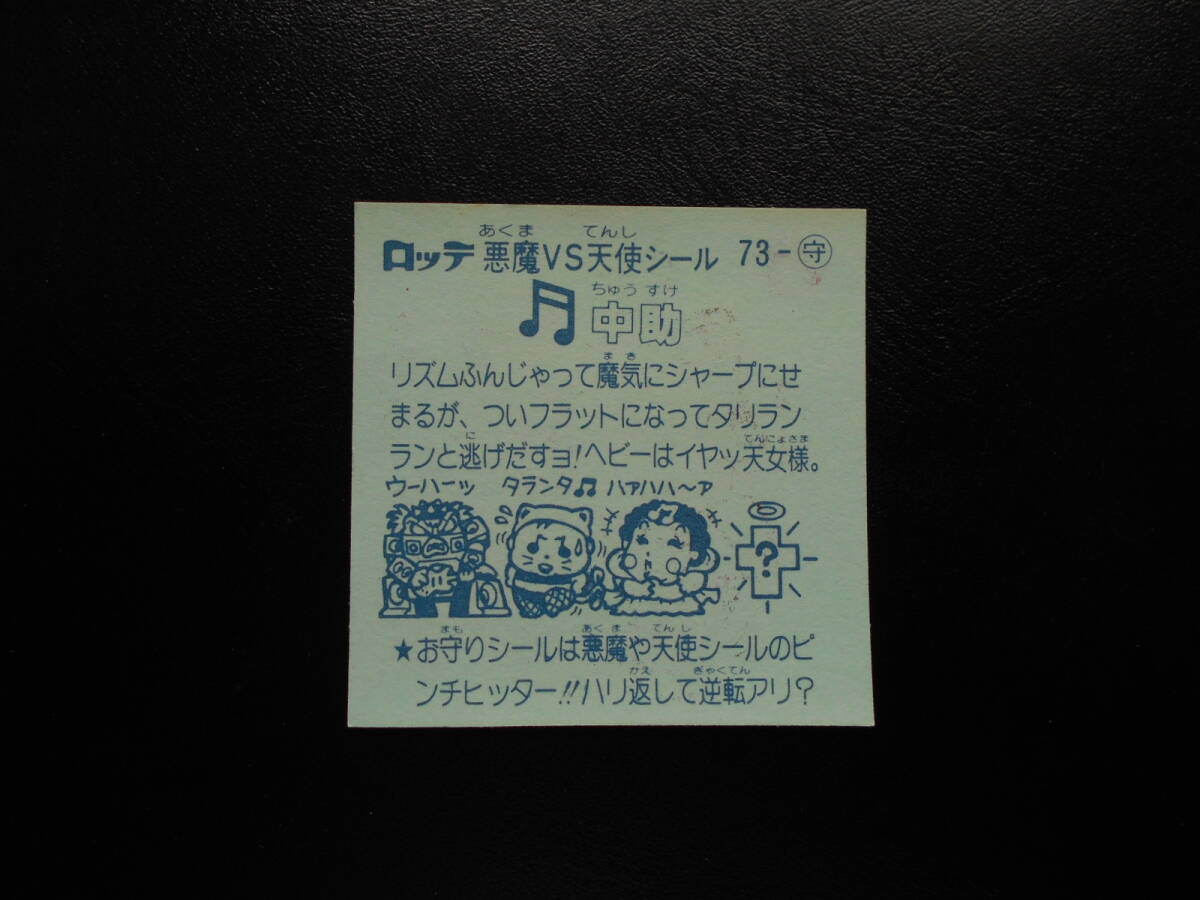 ロッテ 悪魔VS天使シール 73-守
あくま てんし
♫中助
ちゅうすけ
リズムふんじゃって魔気にシャープにせ
まき
まるが、ついフラットになってタリラン
ランと逃げだすヨ!ヘビーはイヤッ天女様。
に てんにょさま
ウーハーッ タランタ♫ ハァハハ〜ァ
?
★お守りシールは悪魔や天使シールのピ
まも あくま てんし
ンチヒッター!!ハリ返して逆転アリ?
かえ ぎゃくてん